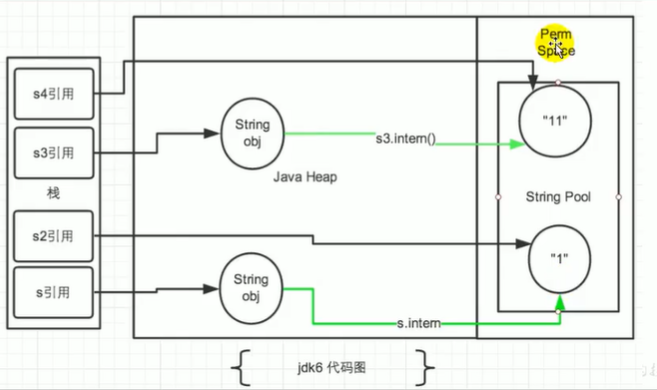 Perm
Space
s4引用
"11"
String
obj
s3.intern()
s3引用
Java Heap
栈
String Pool
s2引用
"1"
String
obj
s引用
s.intern
jdk6 代码图